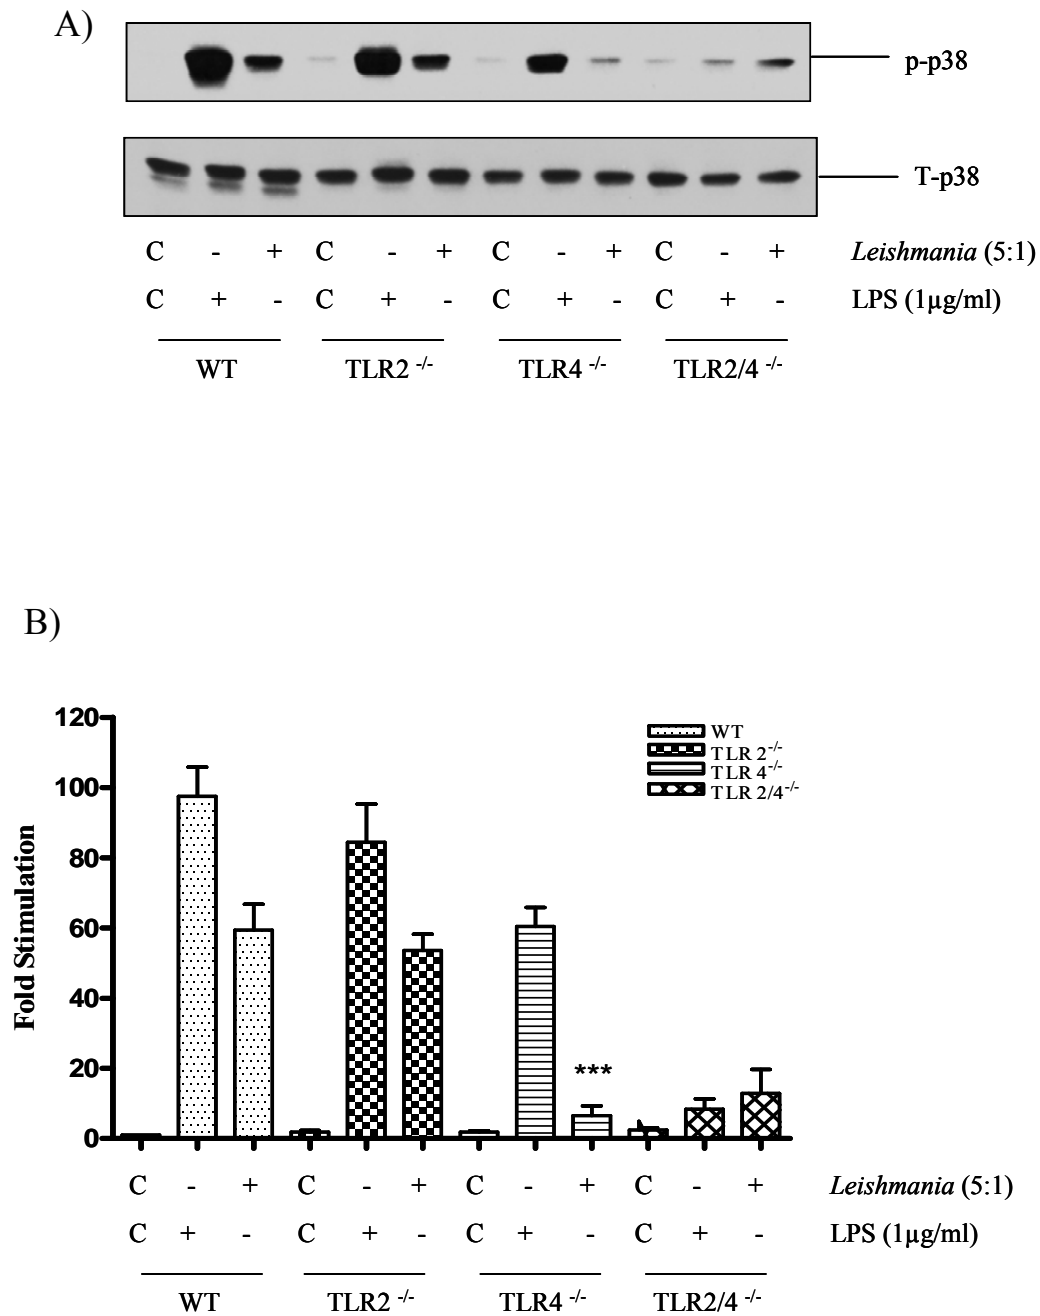 A)
p-p38
T-p38
C - + C - + C - + C - + Leishmania (5:1)
C + - C + - C + - C + - LPS (1µg/ml)
WT TLR2 -/- TLR4 -/- TLR2/4 -/-
B)
120
100
80
60
40
20
0
Fold Stimulation
WT
TLR 2-/-
TLR 4-/-
TLR 2/4-/-
***
C - + C - + C - + C - + Leishmania (5:1)
C + - C + - C + - C + - LPS (1µg/ml)
WT TLR2 -/- TLR4 -/- TLR2/4 -/-